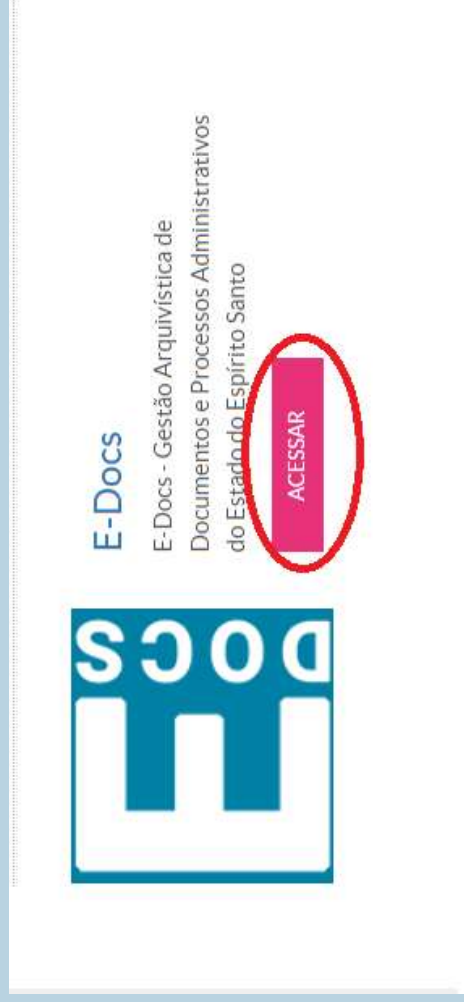 E-Docs
E-Docs - Gestão Arquivística de
Documentos e Processos Administrativos
do Estado do Espírito Santo
ACESSAR
E
DOCS